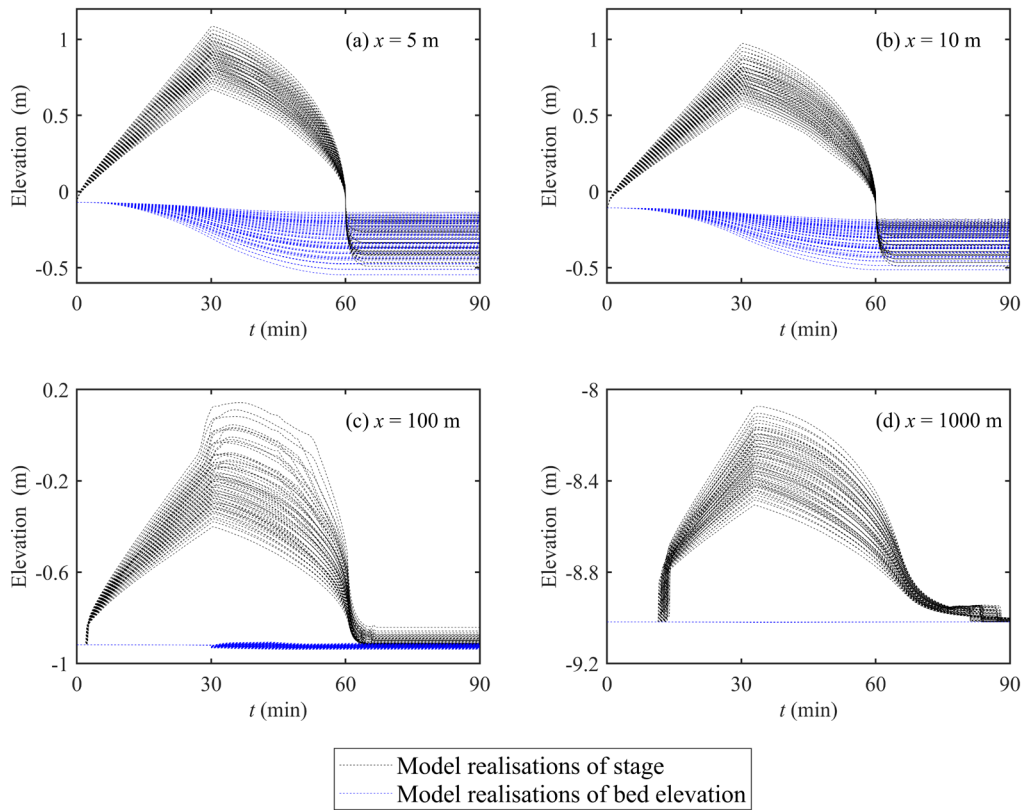 (a) x = 5 m
1
0.5
0
-0.5
Elevation (m)
0 30 60 90
t (min)
(b) x = 10 m
1
0.5
0
-0.5
Elevation (m)
0 30 60 90
t (min)
(c) x = 100 m
0.2
-0.2
-0.6
-1
Elevation (m)
0 30 60 90
t (min)
(d) x = 1000 m
-8
-8.4
-8.8
-9.2
Elevation (m)
0 30 60 90
t (min)
Model realisations of stage
Model realisations of bed elevation